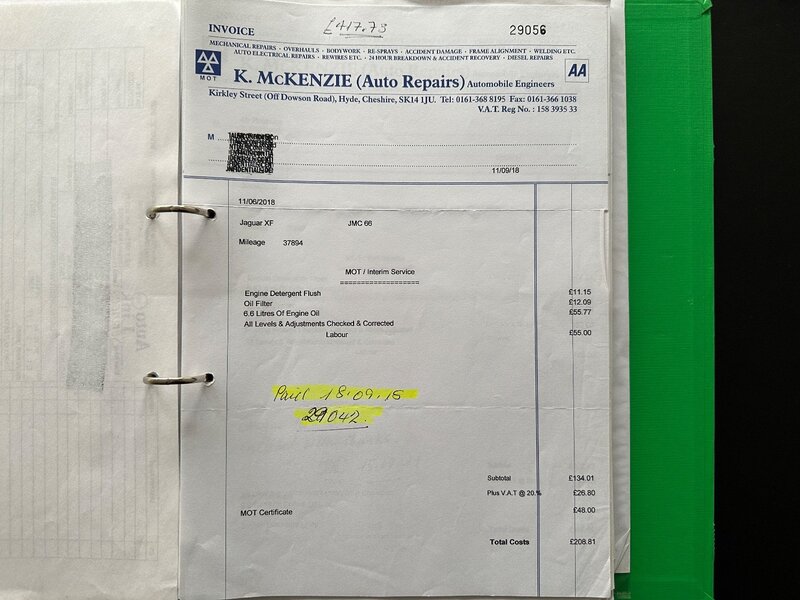 £417.73
INVOICE 29056
MECHANICAL REPAIRS · OVERHAULS · BODYWORK · RE-SPRAYS · ACCIDENT DAMAGE · FRAME ALIGNMENT · WELDING ETC.
AUTO ELECTRICAL REPAIRS · REWIRES ETC. · 24 HOUR BREAKDOWN & ACCIDENT RECOVERY · DIESEL REPAIRS
MOT
K. McKENZIE (Auto Repairs) Automobile Engineers
AA
Kirkley Street (Off Dowson Road), Hyde, Cheshire, SK14 1JU. Tel: 0161-368 8195 Fax: 0161-366 1038
V.A.T. Reg No. : 158 3935 33
M
11/09/18
11/06/2018
Jaguar XF JMC 66
Mileage 37894
MOT / Interim Service
===================
Engine Detergent Flush £11.15
Oil Filter £12.09
6.6 Litres Of Engine Oil £55.77
All Levels & Adjustments Checked & Corrected
Labour £55.00
Paid 18.09.18
29042.
Subtotal £134.01
Plus V.A.T @ 20.% £26.80
MOT Certificate £48.00
Total Costs £208.81